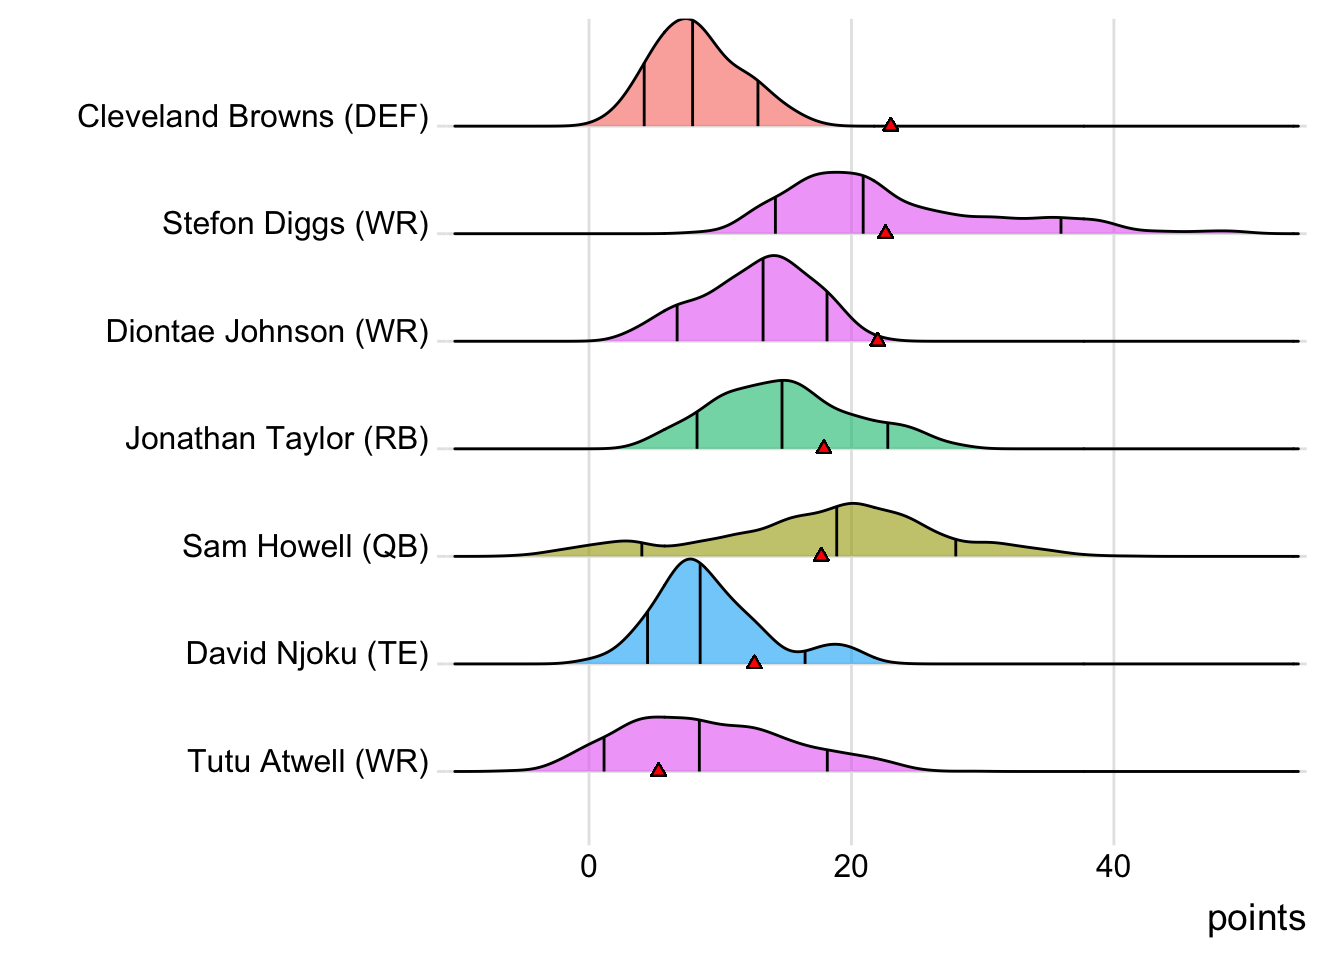 Cleveland Browns (DEF)
Stefon Diggs (WR)
Diontae Johnson (WR)
Jonathan Taylor (RB)
Sam Howell (QB)
David Njoku (TE)
Tutu Atwell (WR)
0 20 40
points